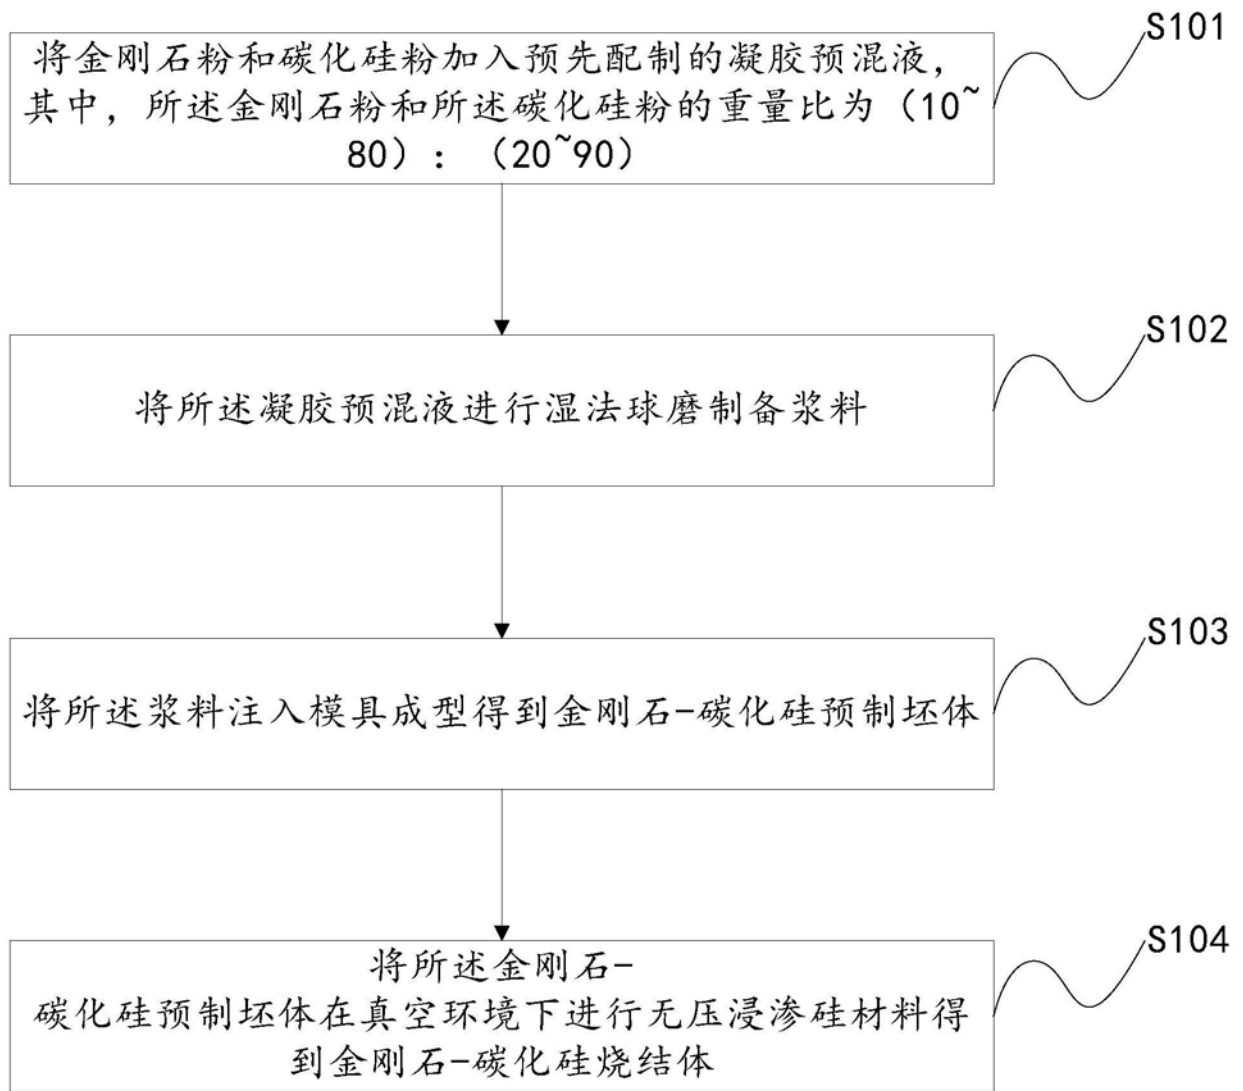 S101
将金刚石粉和碳化硅粉加入预先配制的凝胶预混液，
其中，所述金刚石粉和所述碳化硅粉的重量比为（10~
80）：（20~90）
S102
将所述凝胶预混液进行湿法球磨制备浆料
S103
将所述浆料注入模具成型得到金刚石-碳化硅预制坯体
S104
将所述金刚石-
碳化硅预制坯体在真空环境下进行无压浸渗硅材料得
到金刚石-碳化硅烧结体